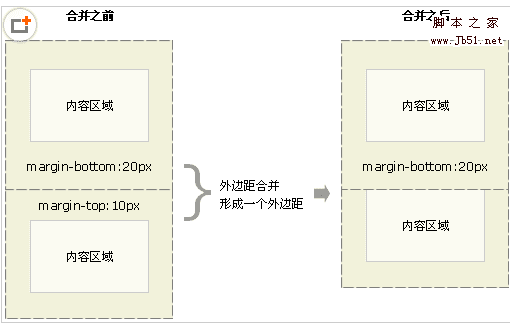 合并之前
合并之后
脚本之家
www.Jb51.net
内容区域
margin-bottom:20px
margin-top:10px
内容区域
外边距合并
形成一个外边距
内容区域
margin-bottom:20px
内容区域